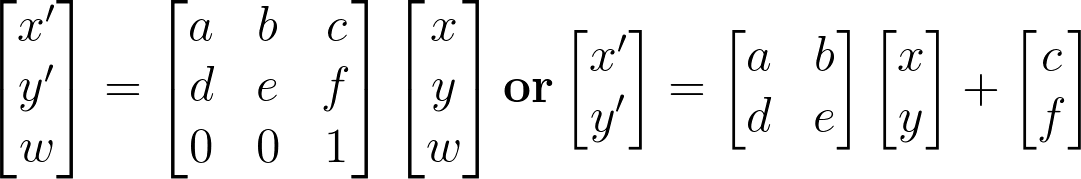 [x′ y′ w] = [a b c d e f 0 0 1] [x y w] or [x′ y′] = [a b d e] [x y] + [c f]